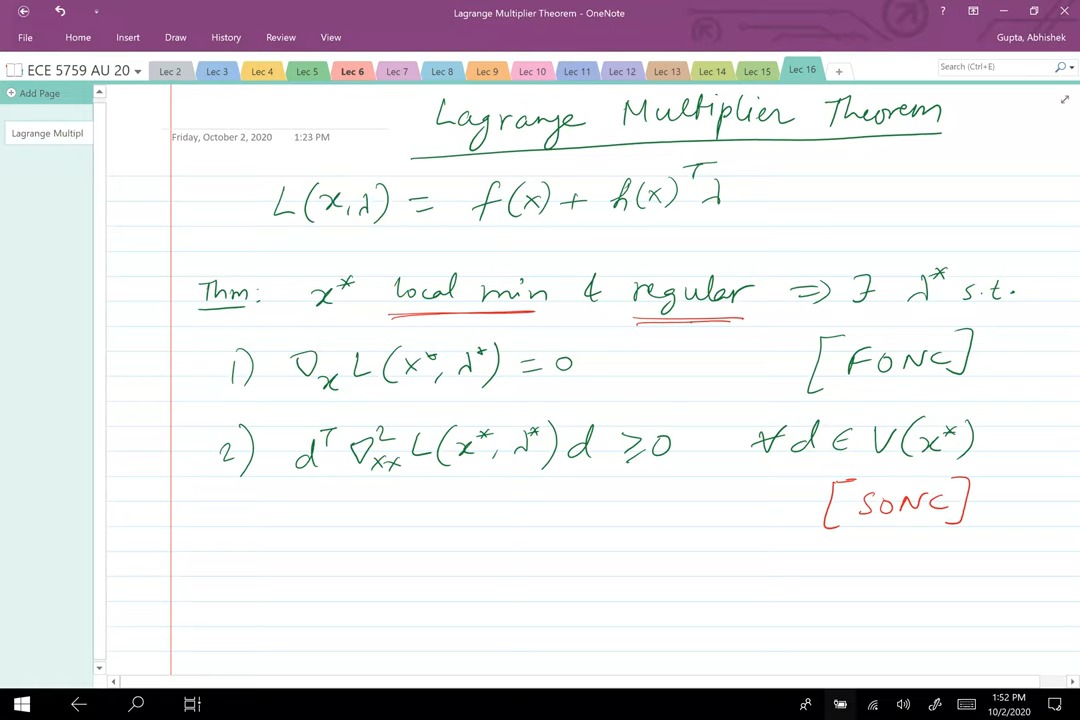 Lagrange Multiplier Theorem - OneNote
File Home Insert Draw History Review View
Gupta, Abhishek
ECE 5759 AU 20
Lec 2 Lec 3 Lec 4 Lec 5 Lec 6 Lec 7 Lec 8 Lec 9 Lec 10 Lec 11 Lec 12 Lec 13 Lec 14 Lec 15 Lec 16
Search (Ctrl+E)
Add Page
Lagrange Multipl
Lagrange Multiplier Theorem
Friday, October 2, 2020 1:23 PM
L(x,λ) = f(x) + h(x)^T λ
Thm: x* local min & regular ⇒ ∃ λ* s.t.
1) ∇_x L(x*, λ*) = 0 [FONC]
2) d^T ∇²_xx L(x*, λ*) d ≥ 0 ∀ d ∈ V(x*)
[SONC]
1:52 PM
10/2/2020